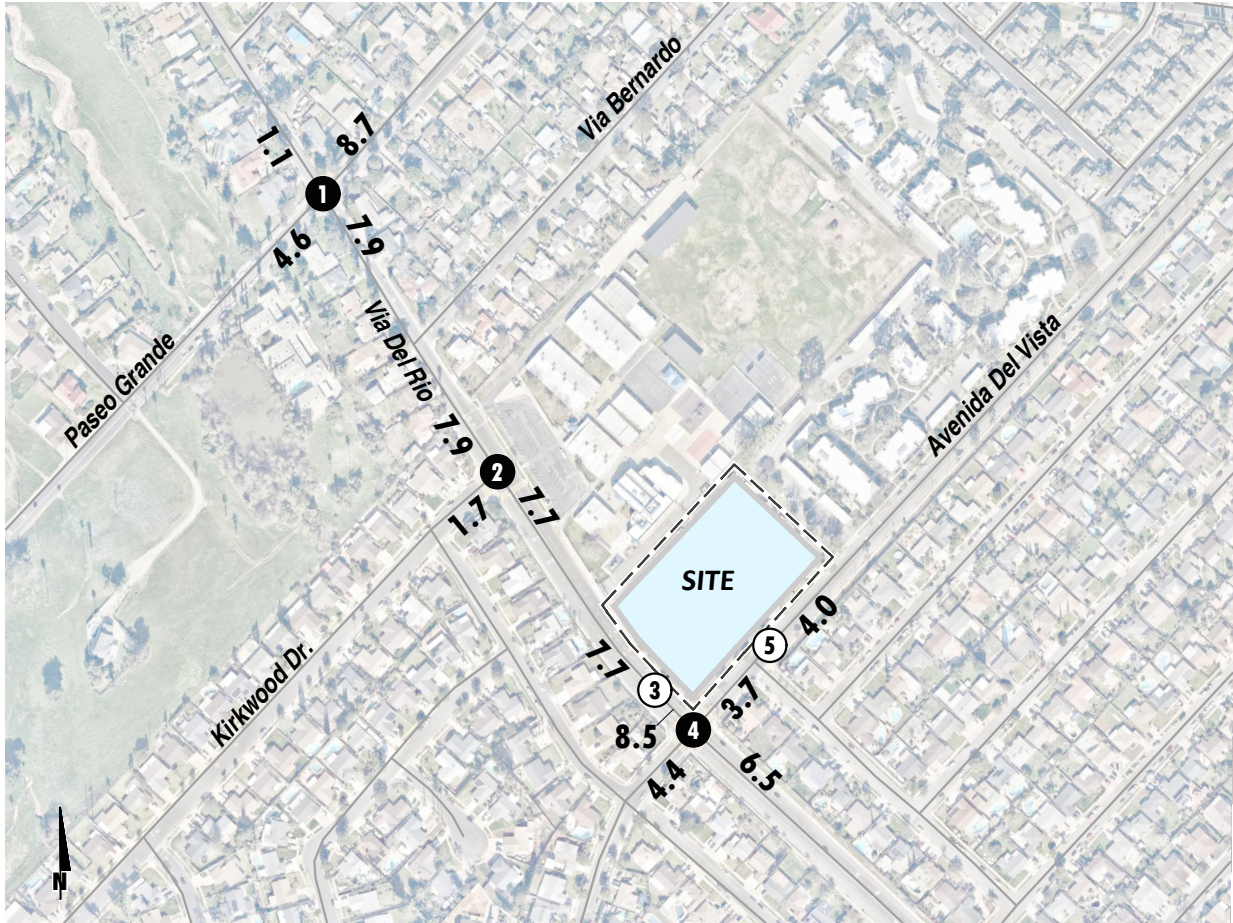 Via Bernardo
1.1
8.7
1
4.6
7.9
Via Del Rio
Paseo Grande
Avenida Del Vista
7.9
2
1.7
7.7
SITE
4.0
5
7.7
3
3.7
Kirkwood Dr.
8.5
4
4.4
6.5
N